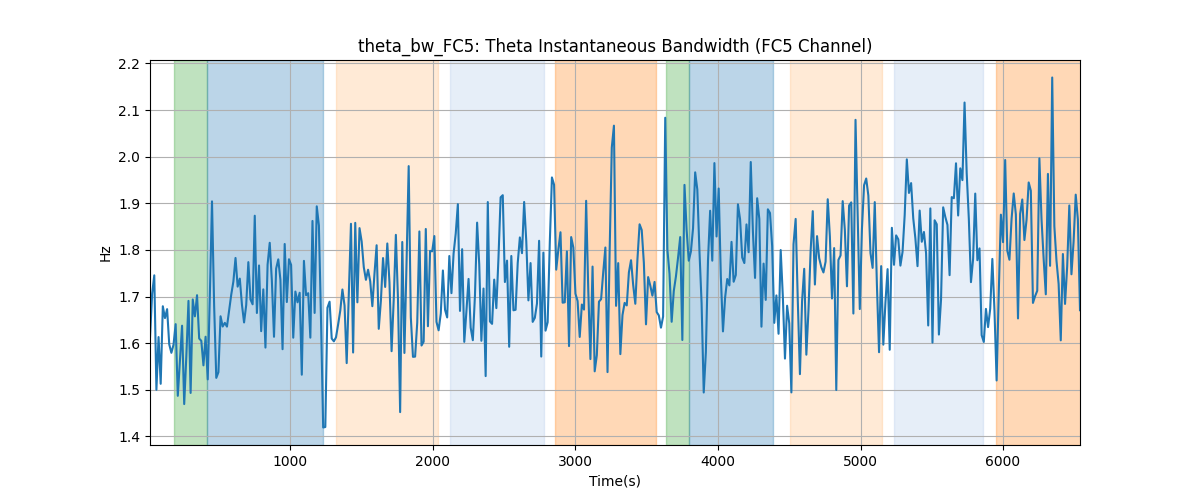 theta_bw_FC5: Theta Instantaneous Bandwidth (FC5 Channel)
2.2
2.1
2.0
1.9
1.8
1.7
1.6
1.5
1.4
Hz
1000 2000 3000 4000 5000 6000
Time(s)